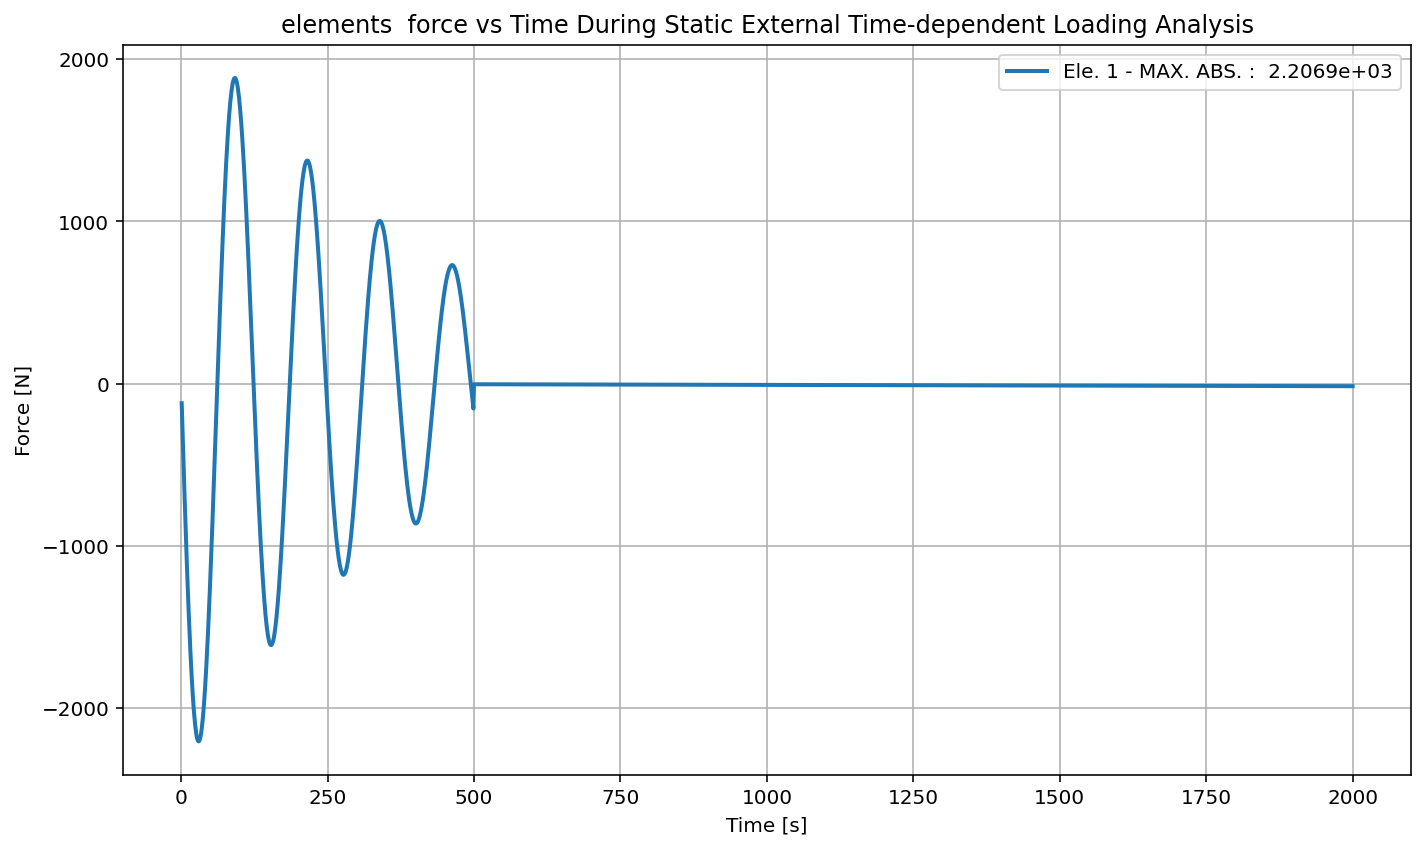 elements  force vs Time During Static External Time-dependent Loading Analysis
Ele. 1 - MAX. ABS. :  2.2069e+03
2000
1000
0
−1000
−2000
Force [N]
0 250 500 750 1000 1250 1500 1750 2000
Time [s]